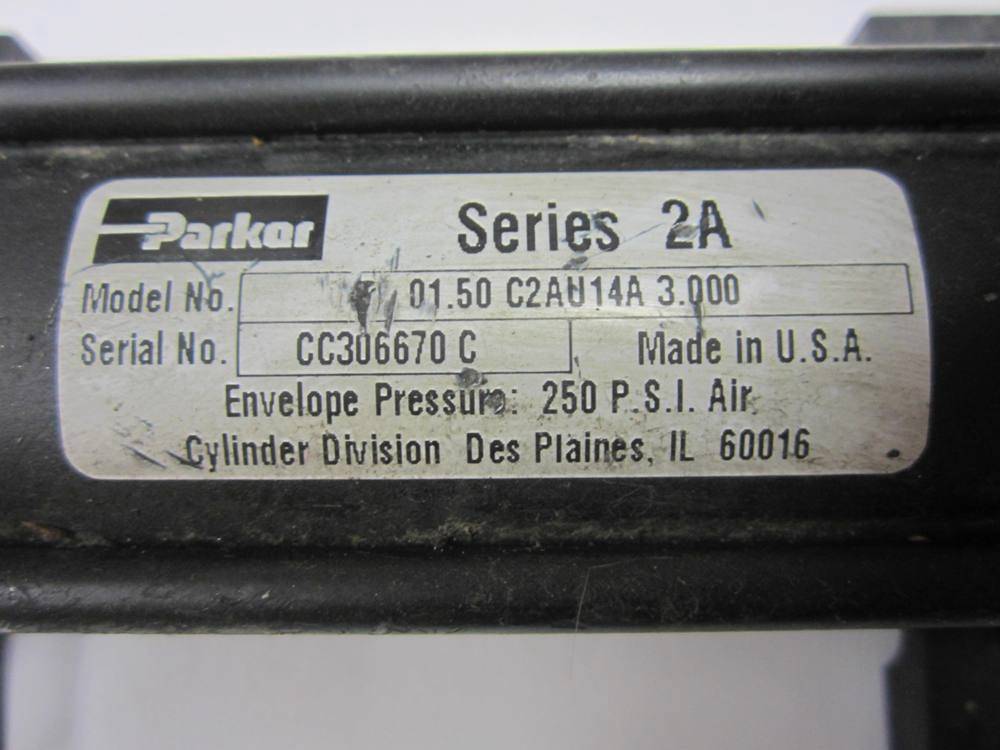 Parker Series 2A
Model No. 01.50 C2AU14A 3.000
Serial No. CC306670 C Made in U.S.A.
Envelope Pressure: 250 P.S.I. Air
Cylinder Division Des Plaines, IL 60016